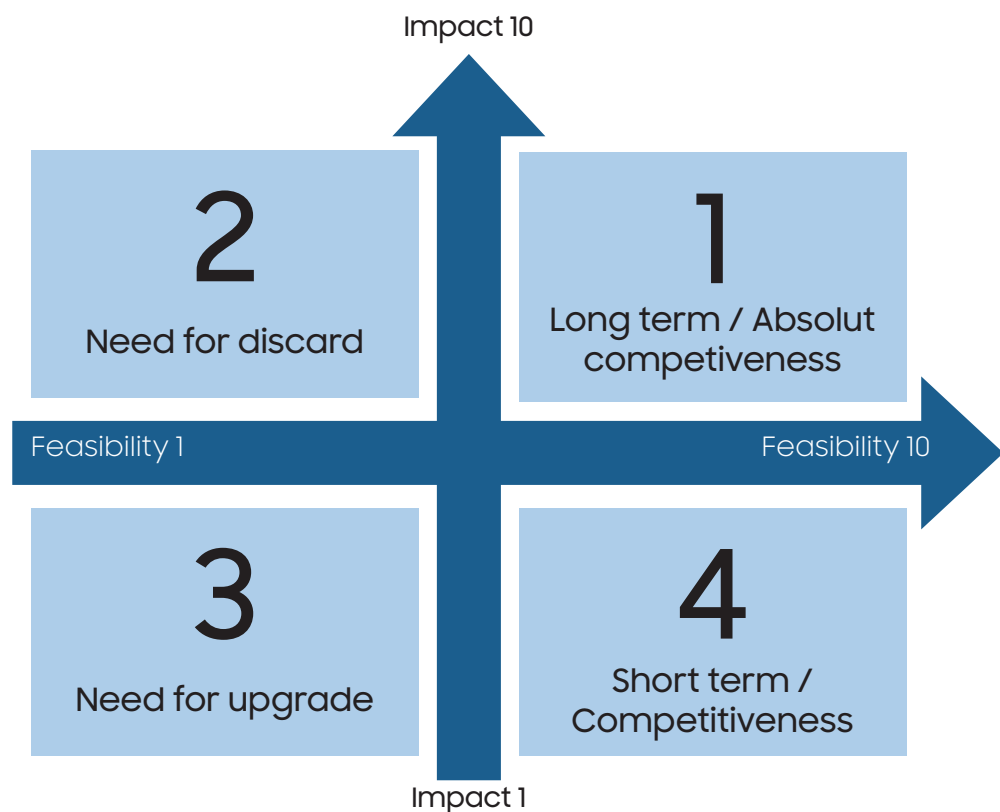 Impact 10
2
Need for discard
1
Long term / Absolut
competiveness
Feasibility 1
Feasibility 10
3
Need for upgrade
4
Short term /
Competitiveness
Impact 1